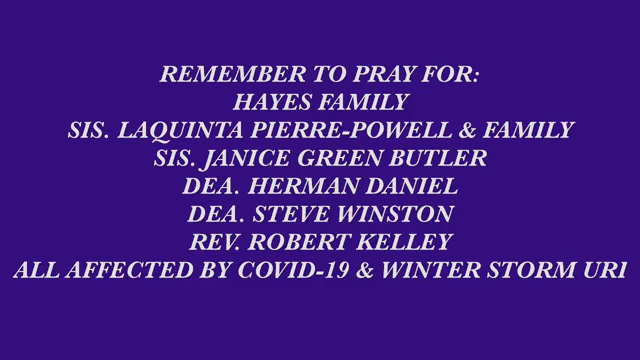 REMEMBER TO PRAY FOR:
HAYES FAMILY
SIS. LAQUINTA PIERRE-POWELL & FAMILY
SIS. JANICE GREEN BUTLER
DEA. HERMAN DANIEL
DEA. STEVE WINSTON
REV. ROBERT KELLEY
ALL AFFECTED BY COVID-19 & WINTER STORM URI